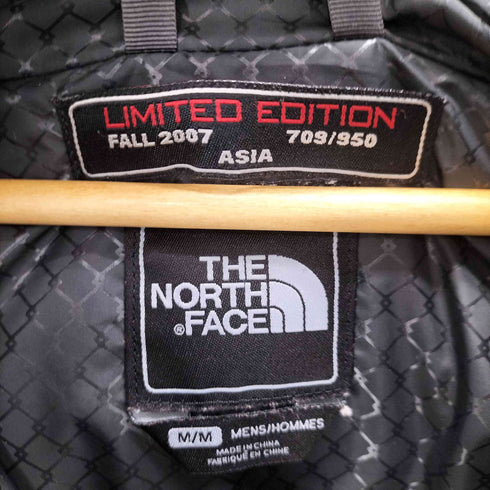 LIMITED EDITION
FALL 2007 709/950
ASIA
THE
NORTH
®FACE
M/M MENS/HOMMES
MADE IN CHINA
FABRIQUÉ EN CHINE